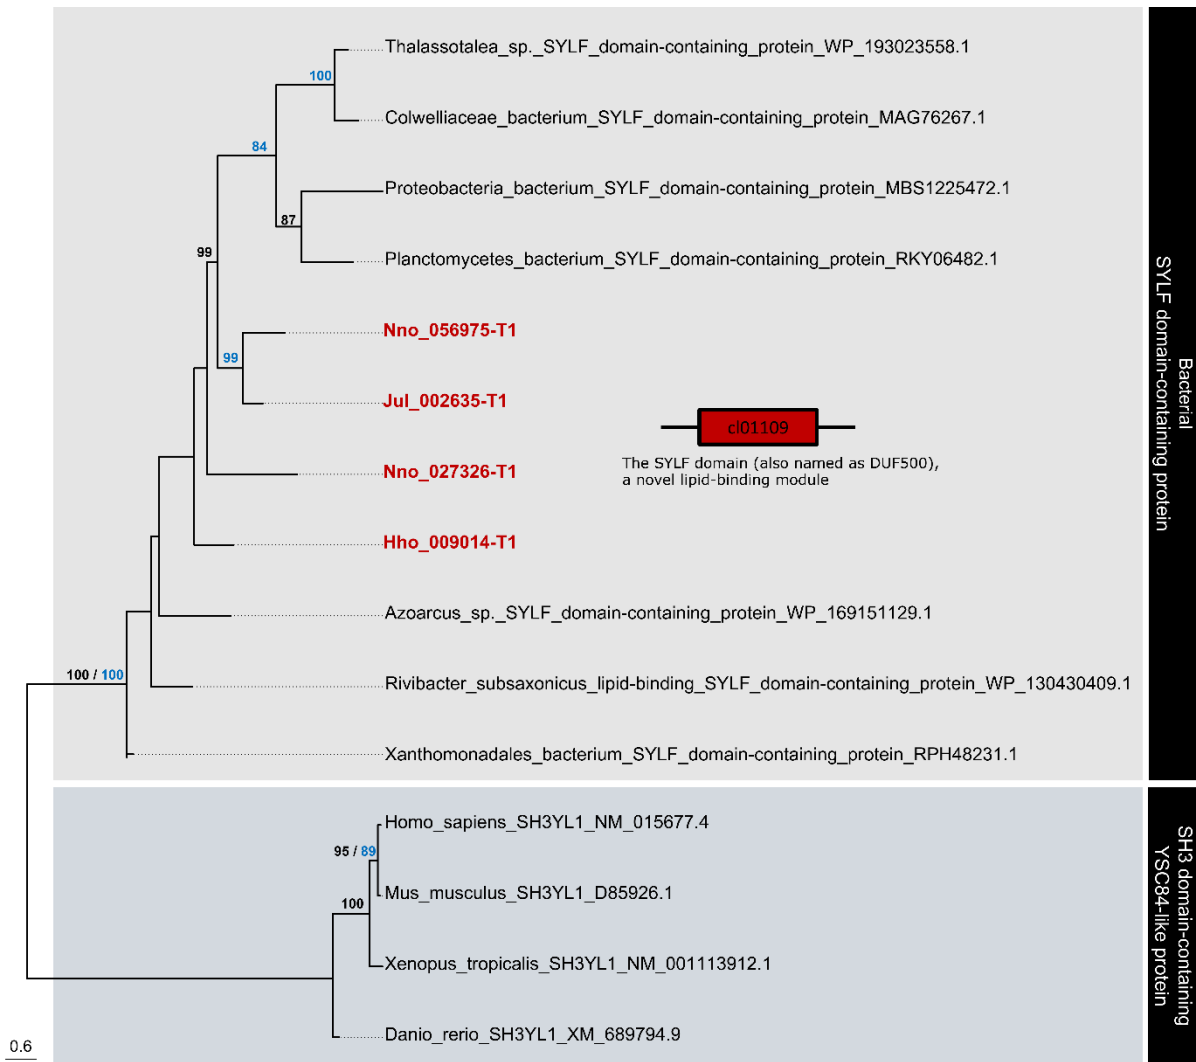 Thalassotalea_sp._SYLF_domain-containing_protein_WP_193023558.1
100
Colwelliaceae_bacterium_SYLF_domain-containing_protein_MAG76267.1
84
Proteobacteria_bacterium_SYLF_domain-containing_protein_MBS1225472.1
87
Planctomycetes_bacterium_SYLF_domain-containing_protein_RKY06482.1
99
Nno_056975-T1
99
Jul_002635-T1
cl01109
The SYLF domain (also named as DUF500),
a novel lipid-binding module
Nno_027326-T1
Hho_009014-T1
Azoarcus_sp._SYLF_domain-containing_protein_WP_169151129.1
100 / 100
Rivibacter_subsaxonicus_lipid-binding_SYLF_domain-containing_protein_WP_130430409.1
Xanthomonadales_bacterium_SYLF_domain-containing_protein_RPH48231.1
Bacterial
SYLF domain-containing protein
Homo_sapiens_SH3YL1_NM_015677.4
95 / 89
Mus_musculus_SH3YL1_D85926.1
100
Xenopus_tropicalis_SH3YL1_NM_001113912.1
Danio_rerio_SH3YL1_XM_689794.9
SH3 domain-containing
YSC84-like protein
0.6